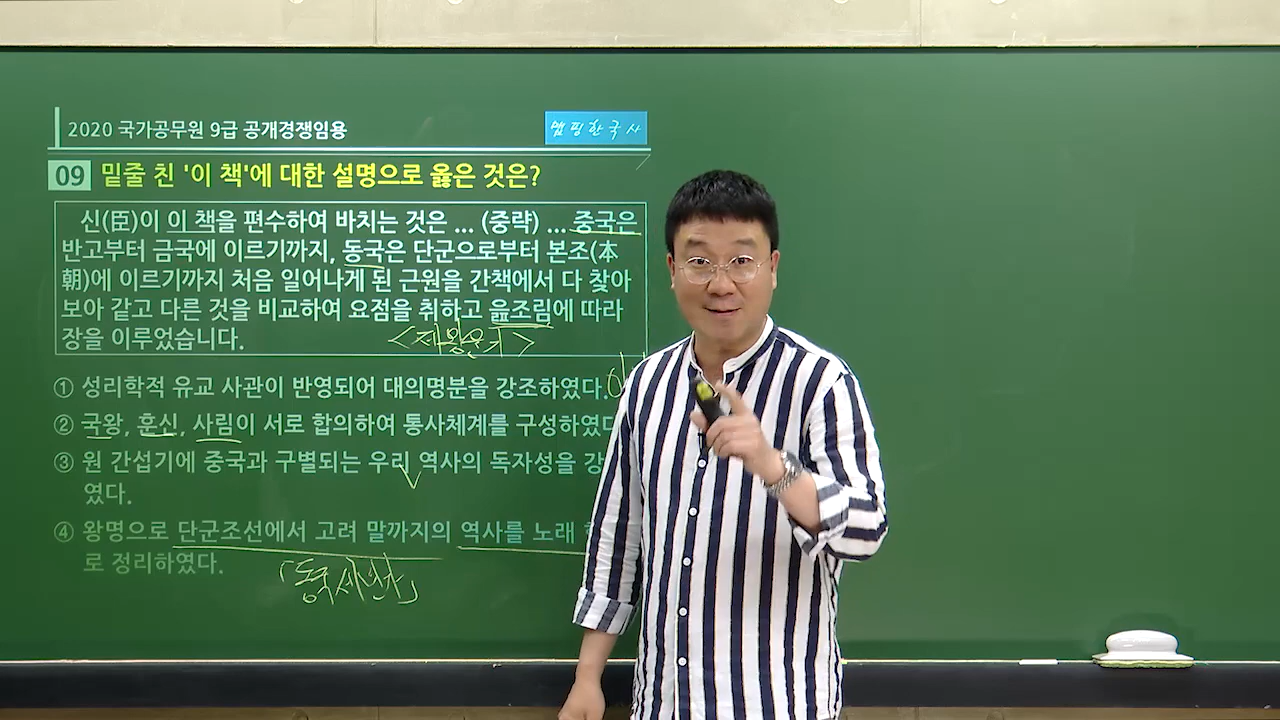 2020 국가공무원 9급 공개경쟁임용
맵핑한국사
09 밑줄 친 '이 책'에 대한 설명으로 옳은 것은?
신(臣)이 이 책을 편수하여 바치는 것은 ... (중략) ... 중국은
반고부터 금국에 이르기까지, 동국은 단군으로부터 본조(本
朝)에 이르기까지 처음 일어나게 된 근원을 간책에서 다 찾아
보아 같고 다른 것을 비교하여 요점을 취하고 읊조림에 따라
장을 이루었습니다.
<제왕운기>
① 성리학적 유교 사관이 반영되어 대의명분을 강조하였다.
② 국왕, 훈신, 사림이 서로 합의하여 통사체계를 구성하였다
③ 원 간섭기에 중국과 구별되는 우리 역사의 독자성을 강
였다.
④ 왕명으로 단군조선에서 고려 말까지의 역사를 노래
로 정리하였다.